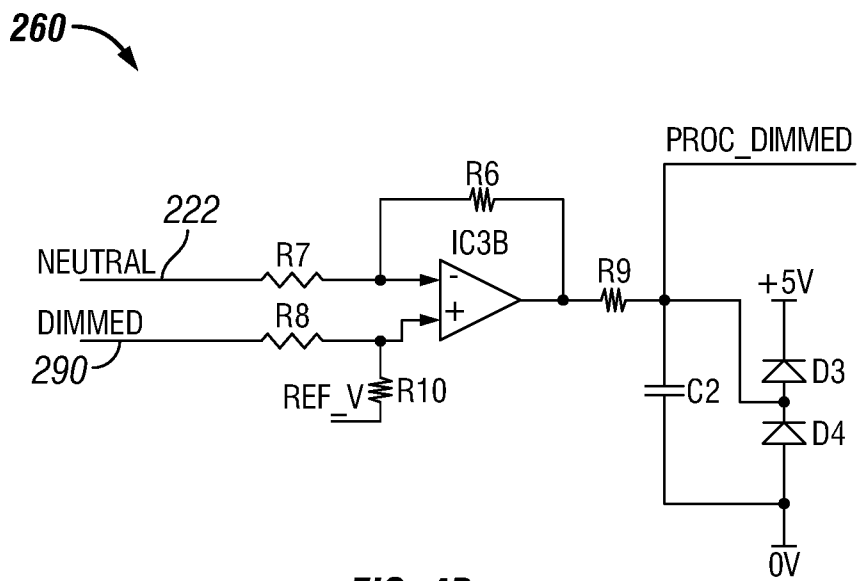 260
PROC_DIMMED
R6
222
IC3B
NEUTRAL
R7
-
R9
+5V
DIMMED
R8
+
290
D3
REF_V
R10
C2
D4
0V